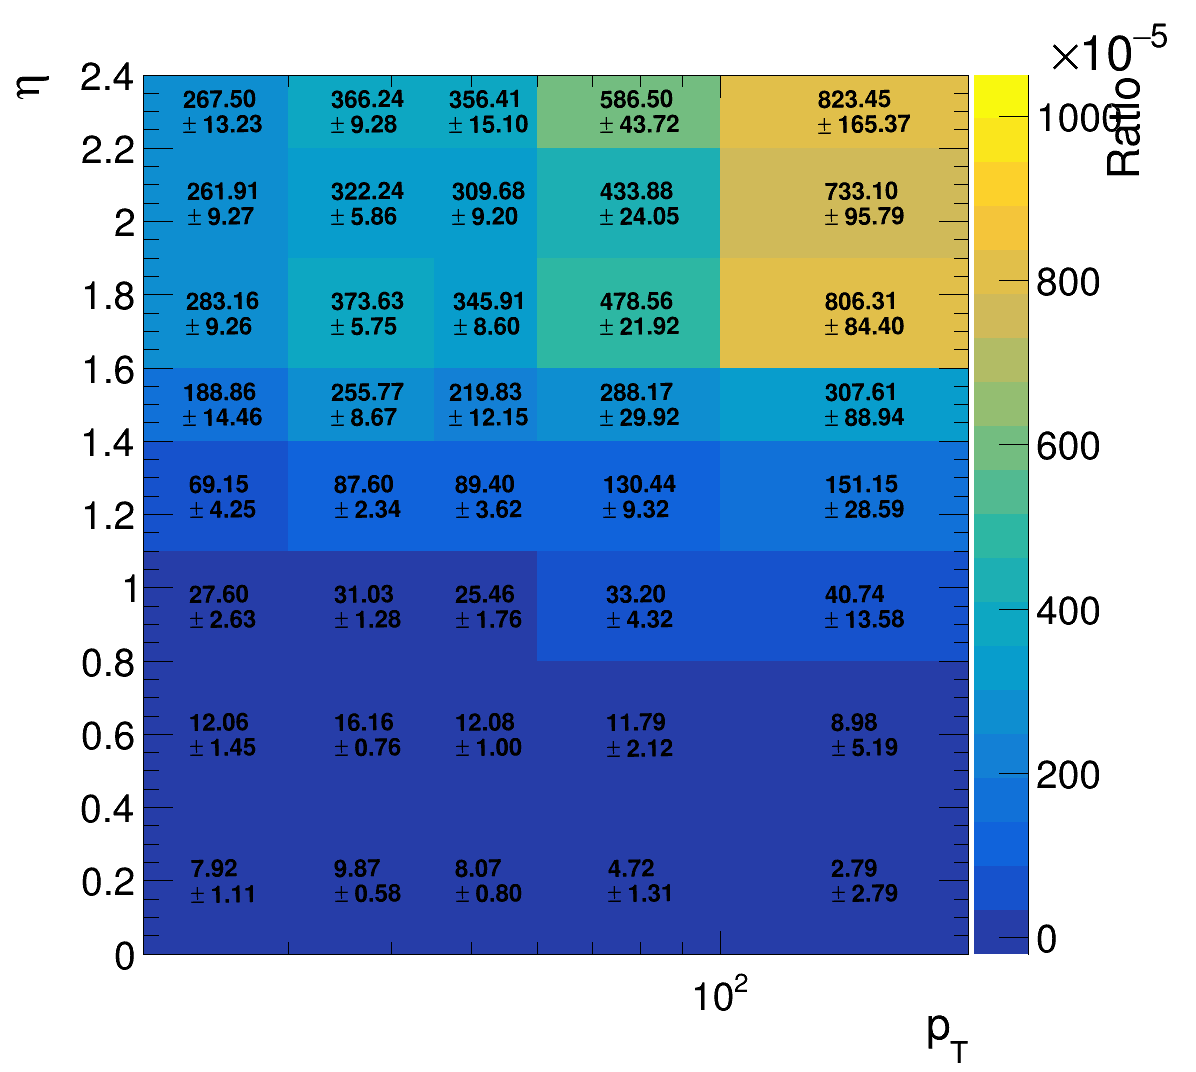 ×10⁻⁵
η
Ratio
2.4
267.50 366.24 356.41 586.50 823.45
± 13.23 ± 9.28 ± 15.10 ± 43.72 ± 165.37
1000
2.2
261.91 322.24 309.68 433.88 733.10
± 9.27 ± 5.86 ± 9.20 ± 24.05 ± 95.79
2
800
1.8
283.16 373.63 345.91 478.56 806.31
± 9.26 ± 5.75 ± 8.60 ± 21.92 ± 84.40
1.6
188.86 255.77 219.83 288.17 307.61
± 14.46 ± 8.67 ± 12.15 ± 29.92 ± 88.94
600
1.4
69.15 87.60 89.40 130.44 151.15
± 4.25 ± 2.34 ± 3.62 ± 9.32 ± 28.59
1.2
1
27.60 31.03 25.46 33.20 40.74
± 2.63 ± 1.28 ± 1.76 ± 4.32 ± 13.58
400
0.8
12.06 16.16 12.08 11.79 8.98
± 1.45 ± 0.76 ± 1.00 ± 2.12 ± 5.19
0.6
200
0.4
7.92 9.87 8.07 4.72 2.79
± 1.11 ± 0.58 ± 0.80 ± 1.31 ± 2.79
0.2
0
0
10²
p_T